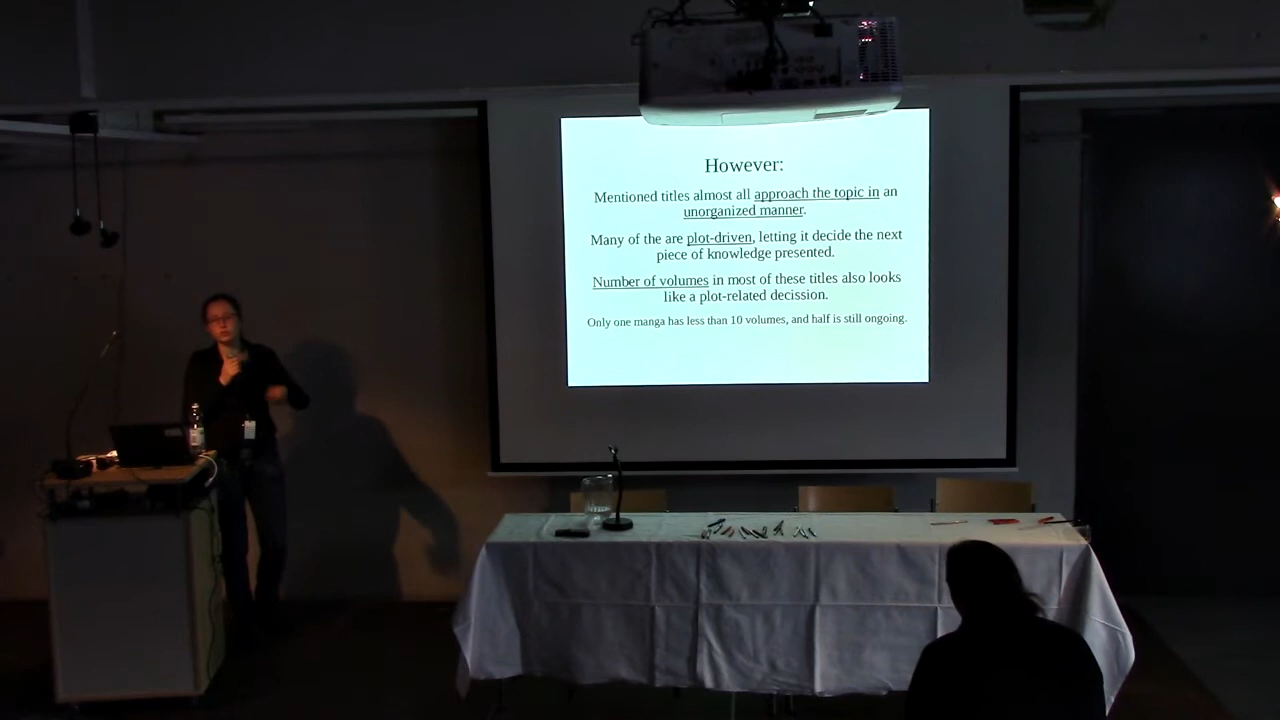 However:
Mentioned titles almost all approach the topic in an
unorganized manner.
Many of the are plot-driven, letting it decide the next
piece of knowledge presented.
Number of volumes in most of these titles also looks
like a plot-related decission.
Only one manga has less than 10 volumes, and half is still ongoing.